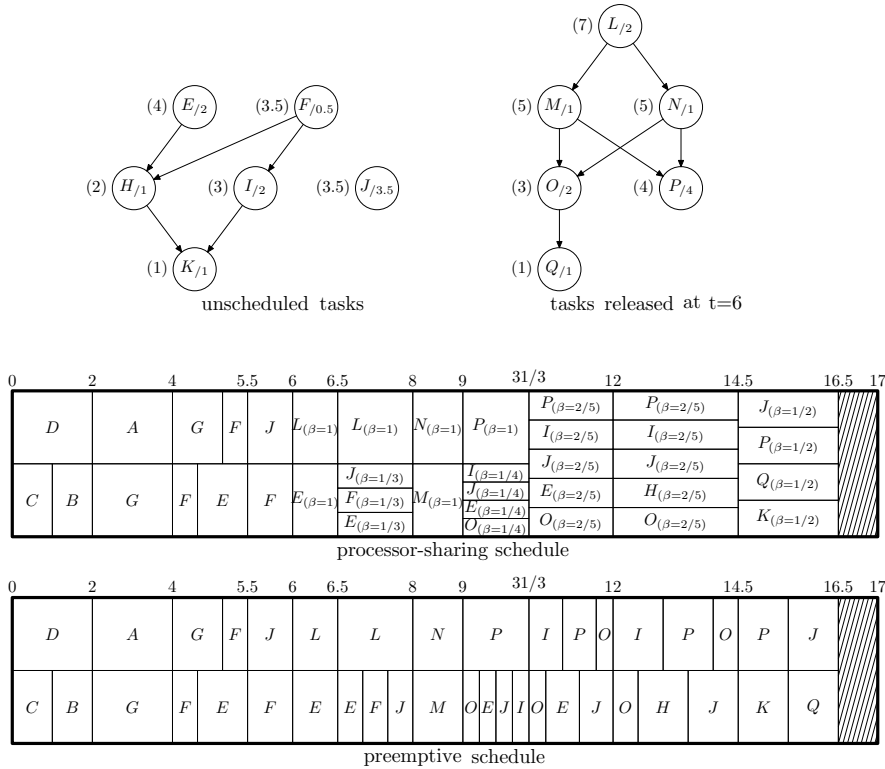 (7) L/2
(4) E/2 (3.5) F/0.5 (5) M/1 (5) N/1
(2) H/1 (3) I/2 (3.5) J/3.5 (3) O/2 (4) P/4
(1) K/1 (1) Q/1
unscheduled tasks tasks released at t=6
0 2 4 5.5 6 6.5 8 9 31/3 12 14.5 16.5 17
D A G F J L(β=1) L(β=1) N(β=1) P(β=1) P(β=2/5) P(β=2/5) J(β=1/2)
I(β=2/5) I(β=2/5) P(β=1/2)
C B G F E F E(β=1) J(β=1/3) M(β=1) I(β=1/4) J(β=2/5) J(β=2/5) Q(β=1/2)
F(β=1/3) J(β=1/4) E(β=2/5) H(β=2/5) K(β=1/2)
E(β=1/3) E(β=1/4) O(β=2/5) O(β=2/5)
O(β=1/4)
processor-sharing schedule
0 2 4 5.5 6 6.5 8 9 31/3 12 14.5 16.5 17
D A G F J L L N P I P O I P O P J
C B G F E F E E F J M O E J I O E J O H J K Q
preemptive schedule